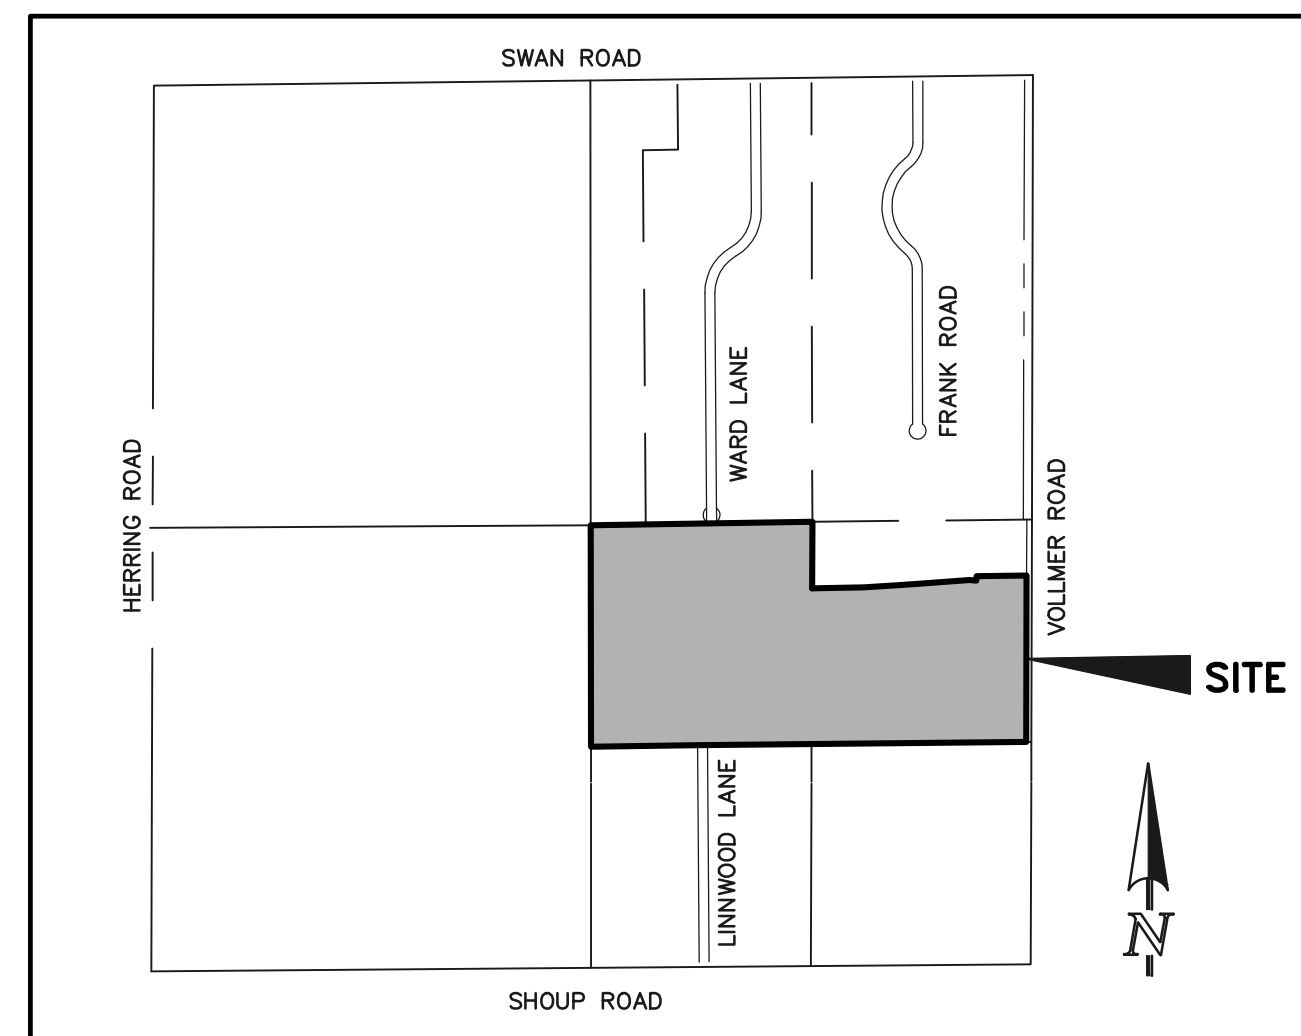 SWAN ROAD
FRANK ROAD
WARD LANE
HERRING ROAD
VOLLMER ROAD
SITE
LINNWOOD LANE
N
SHOUP ROAD